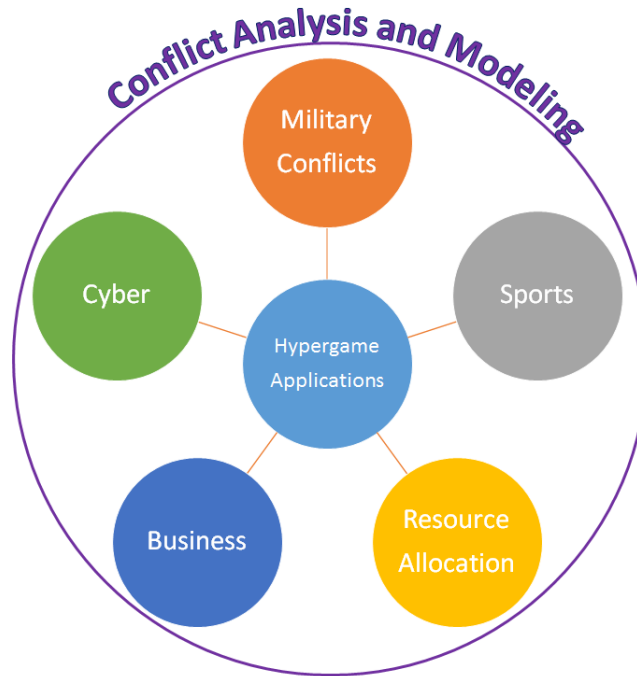 Conflict Analysis and Modeling
Military
Conflicts
Cyber
Sports
Hypergame
Applications
Business
Resource
Allocation